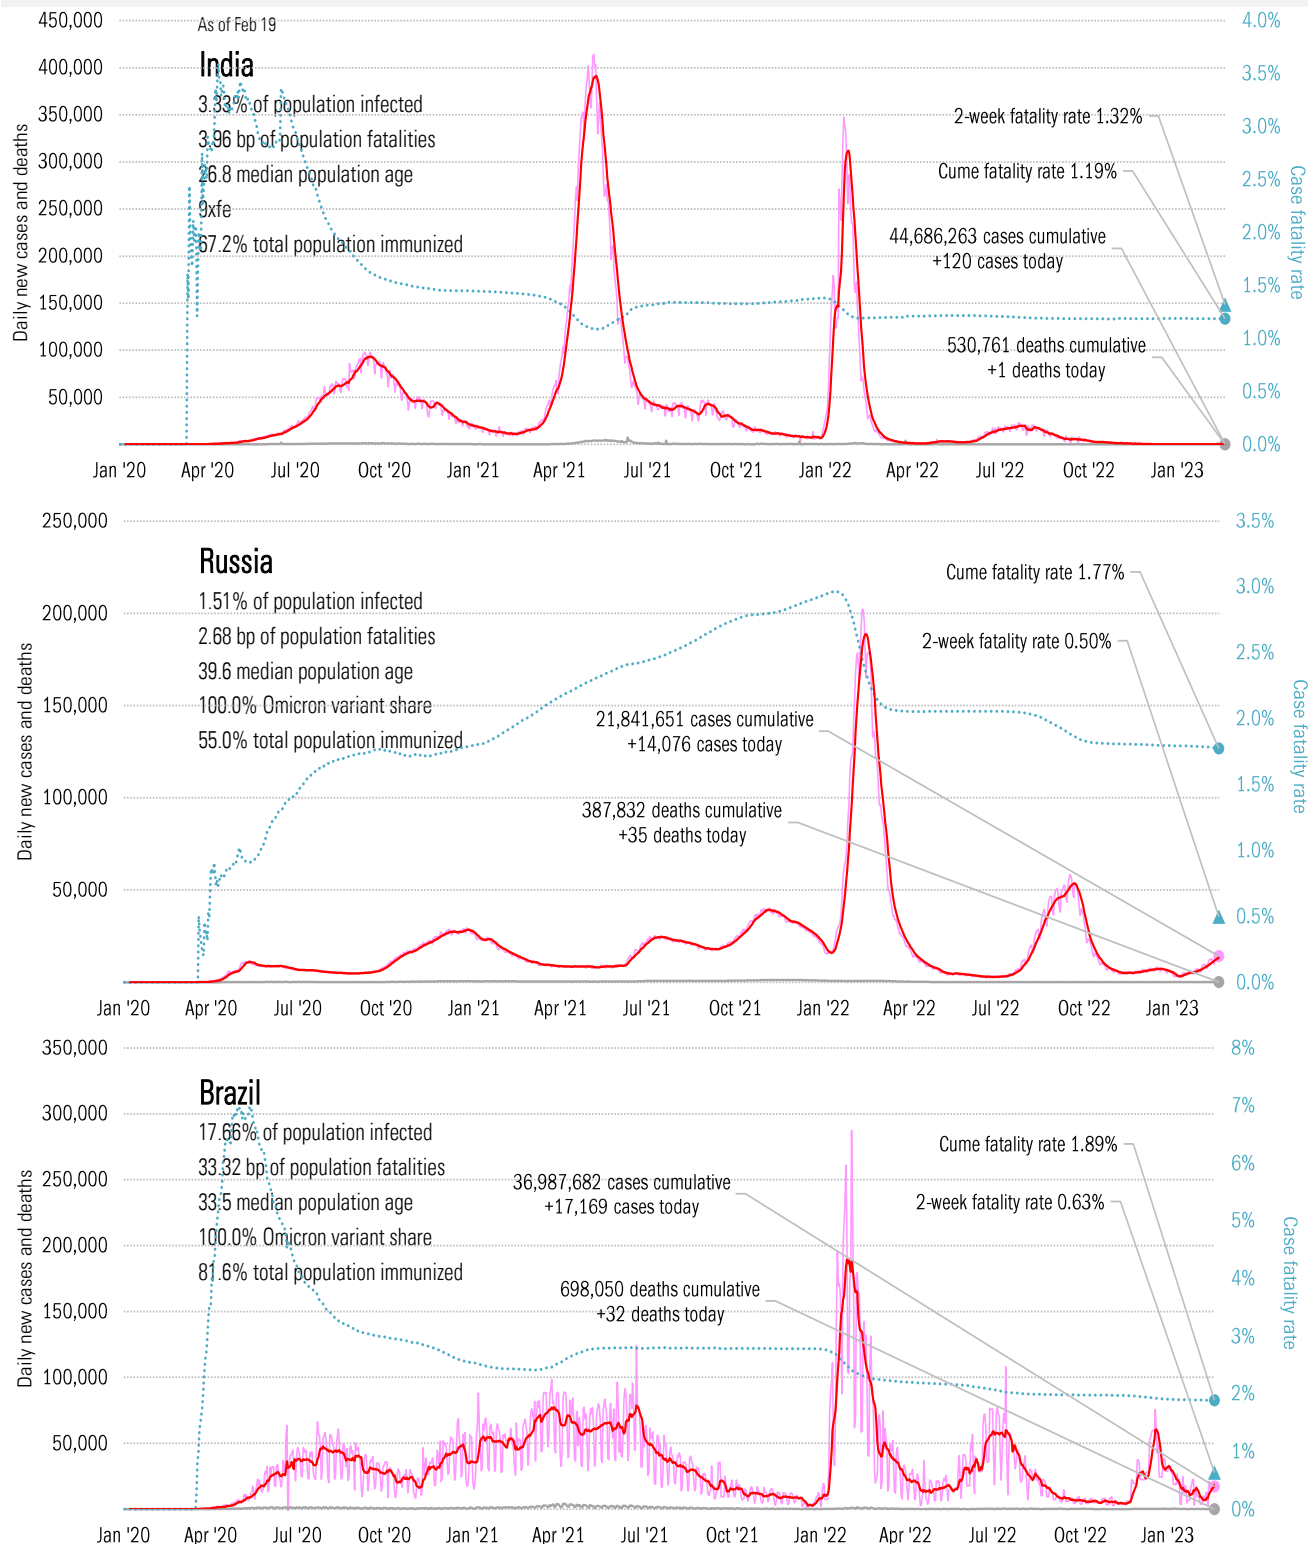 450,000
As of Feb 19
4.0%
India
400,000
3.5%
3.33% of population infected
350,000
2-week fatality rate 1.32%
3.0%
3.96 bp of population fatalities
300,000
Cume fatality rate 1.19%
2.5%
26.8 median population age
250,000
9xfe
2.0%
44,686,263 cases cumulative
+120 cases today
67.2% total population immunized
200,000
1.5%
150,000
1.0%
530,761 deaths cumulative
+1 deaths today
100,000
0.5%
50,000
0.0%
Daily new cases and deaths
Case fatality rate
Jan '20 Apr '20 Jul '20 Oct '20 Jan '21 Apr '21 Jul '21 Oct '21 Jan '22 Apr '22 Jul '22 Oct '22 Jan '23
250,000
3.5%
Russia
Cume fatality rate 1.77%
3.0%
1.51% of population infected
200,000
2.68 bp of population fatalities
2-week fatality rate 0.50%
2.5%
39.6 median population age
150,000
100.0% Omicron variant share
2.0%
21,841,651 cases cumulative
+14,076 cases today
55.0% total population immunized
1.5%
100,000
387,832 deaths cumulative
+35 deaths today
1.0%
50,000
0.5%
0.0%
Daily new cases and deaths
Case fatality rate
Jan '20 Apr '20 Jul '20 Oct '20 Jan '21 Apr '21 Jul '21 Oct '21 Jan '22 Apr '22 Jul '22 Oct '22 Jan '23
350,000
8%
Brazil
7%
300,000
17.66% of population infected
Cume fatality rate 1.89%
6%
33.32 bp of population fatalities
250,000
36,987,682 cases cumulative
+17,169 cases today
2-week fatality rate 0.63%
5%
33.5 median population age
100.0% Omicron variant share
200,000
81.6% total population immunized
4%
698,050 deaths cumulative
+32 deaths today
150,000
3%
100,000
2%
50,000
1%
0%
Daily new cases and deaths
Case fatality rate
Jan '20 Apr '20 Jul '20 Oct '20 Jan '21 Apr '21 Jul '21 Oct '21 Jan '22 Apr '22 Jul '22 Oct '22 Jan '23